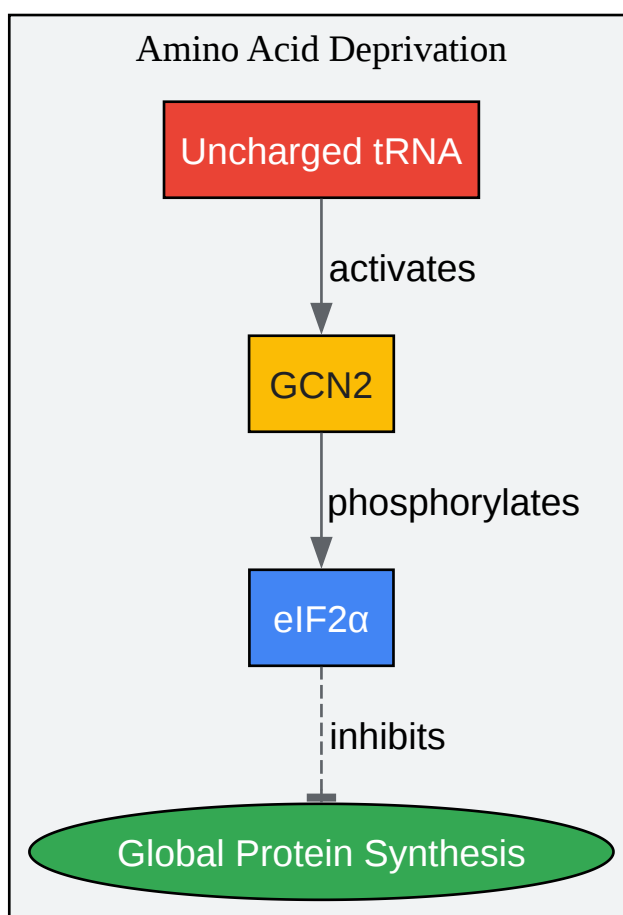 Amino Acid Deprivation
Uncharged tRNA
activates
GCN2
phosphorylates
eIF2α
inhibits
Global Protein Synthesis